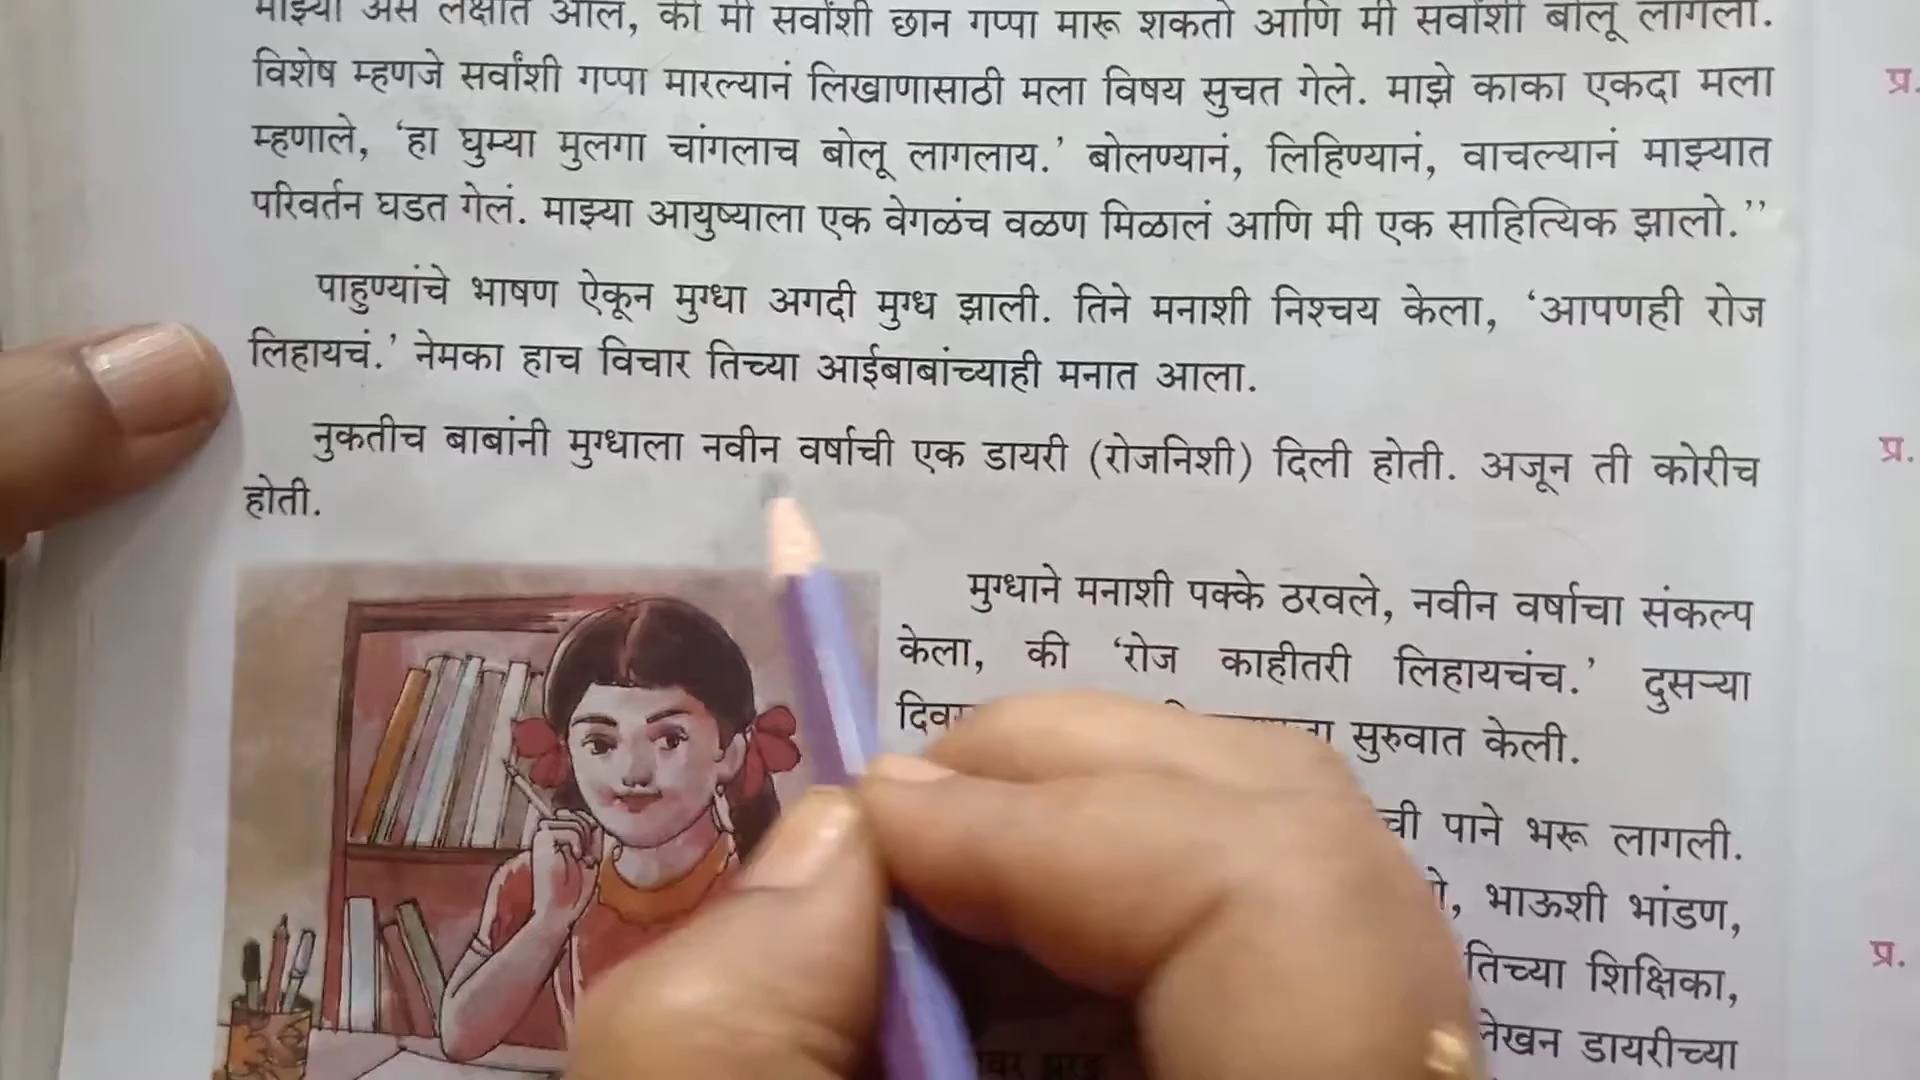 माझ्या असं लक्षात आलं, की मी सर्वांशी छान गप्पा मारू शकतो आणि मी सर्वांशी बोलू लागलो.
विशेष म्हणजे सर्वांशी गप्पा मारल्यानं लिखाणासाठी मला विषय सुचत गेले. माझे काका एकदा मला
म्हणाले, ‘हा घुम्या मुलगा चांगलाच बोलू लागलाय.’ बोलण्यानं, लिहिण्यानं, वाचल्यानं माझ्यात
परिवर्तन घडत गेलं. माझ्या आयुष्याला एक वेगळंच वळण मिळालं आणि मी एक साहित्यिक झालो.’’
पाहुण्यांचे भाषण ऐकून मुग्धा अगदी मुग्ध झाली. तिने मनाशी निश्चय केला, ‘आपणही रोज
लिहायचं.’ नेमका हाच विचार तिच्या आईबाबांच्याही मनात आला.
नुकतीच बाबांनी मुग्धाला नवीन वर्षाची एक डायरी (रोजनिशी) दिली होती. अजून ती कोरीच
होती.
मुग्धाने मनाशी पक्के ठरवले, नवीन वर्षाचा संकल्प
केला, की ‘रोज काहीतरी लिहायचंच.’ दुसऱ्या
सुरुवात केली.
पाने भरू लागली.
भाऊशी भांडण,
तिच्या शिक्षिका,
डायरीच्या
प्र.
प्र.
प्र.